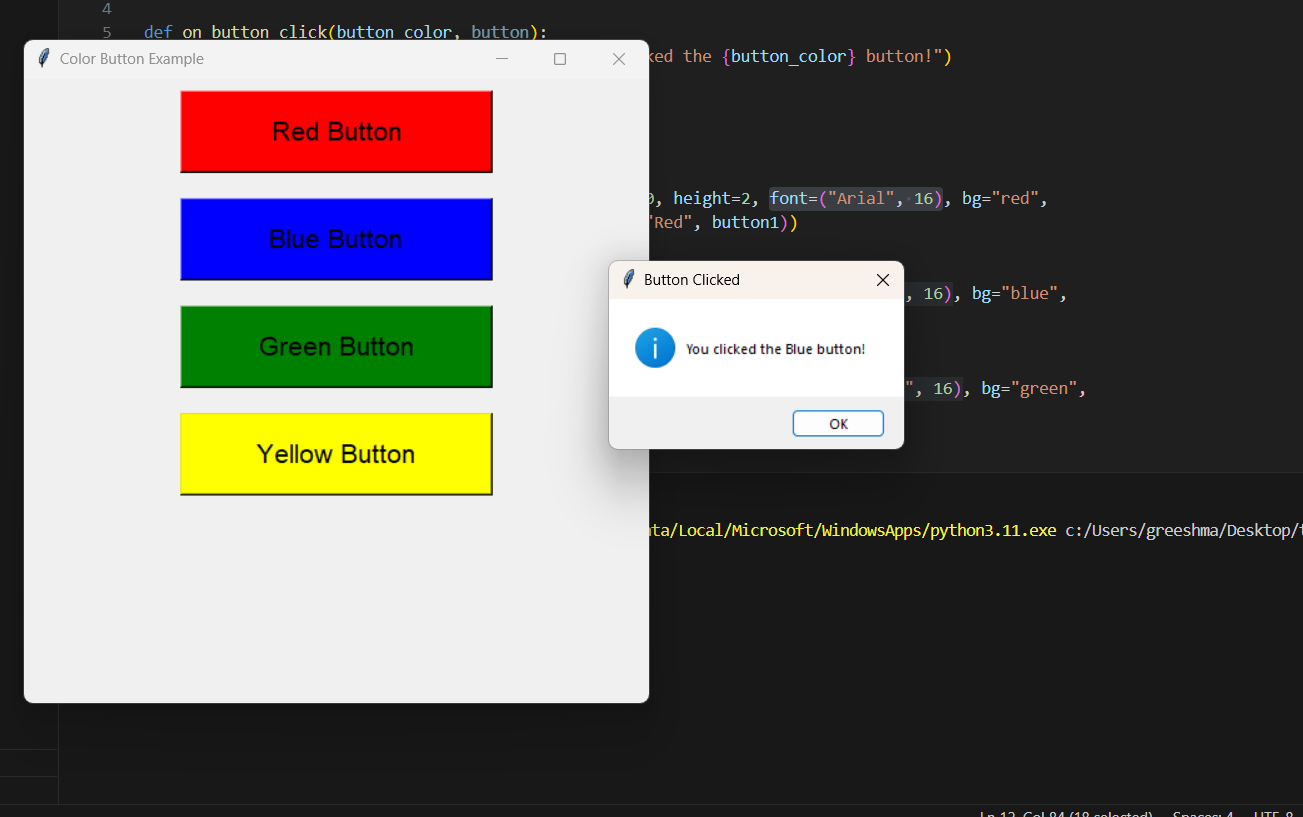 4
5 def on_button_click(button_color, button):
Color Button Example
ked the {button_color} button!")
Red Button
Blue Button
Green Button
Yellow Button
0, height=2, font=("Arial", 16), bg="red",
"Red", button1))
, 16), bg="blue",
", 16), bg="green",
Button Clicked
You clicked the Blue button!
OK
ata/Local/Microsoft/WindowsApps/python3.11.exe c:/Users/greeshma/Desktop/t
Ln 12, Col 84 (18 selected) Spaces: 4 UTF-8